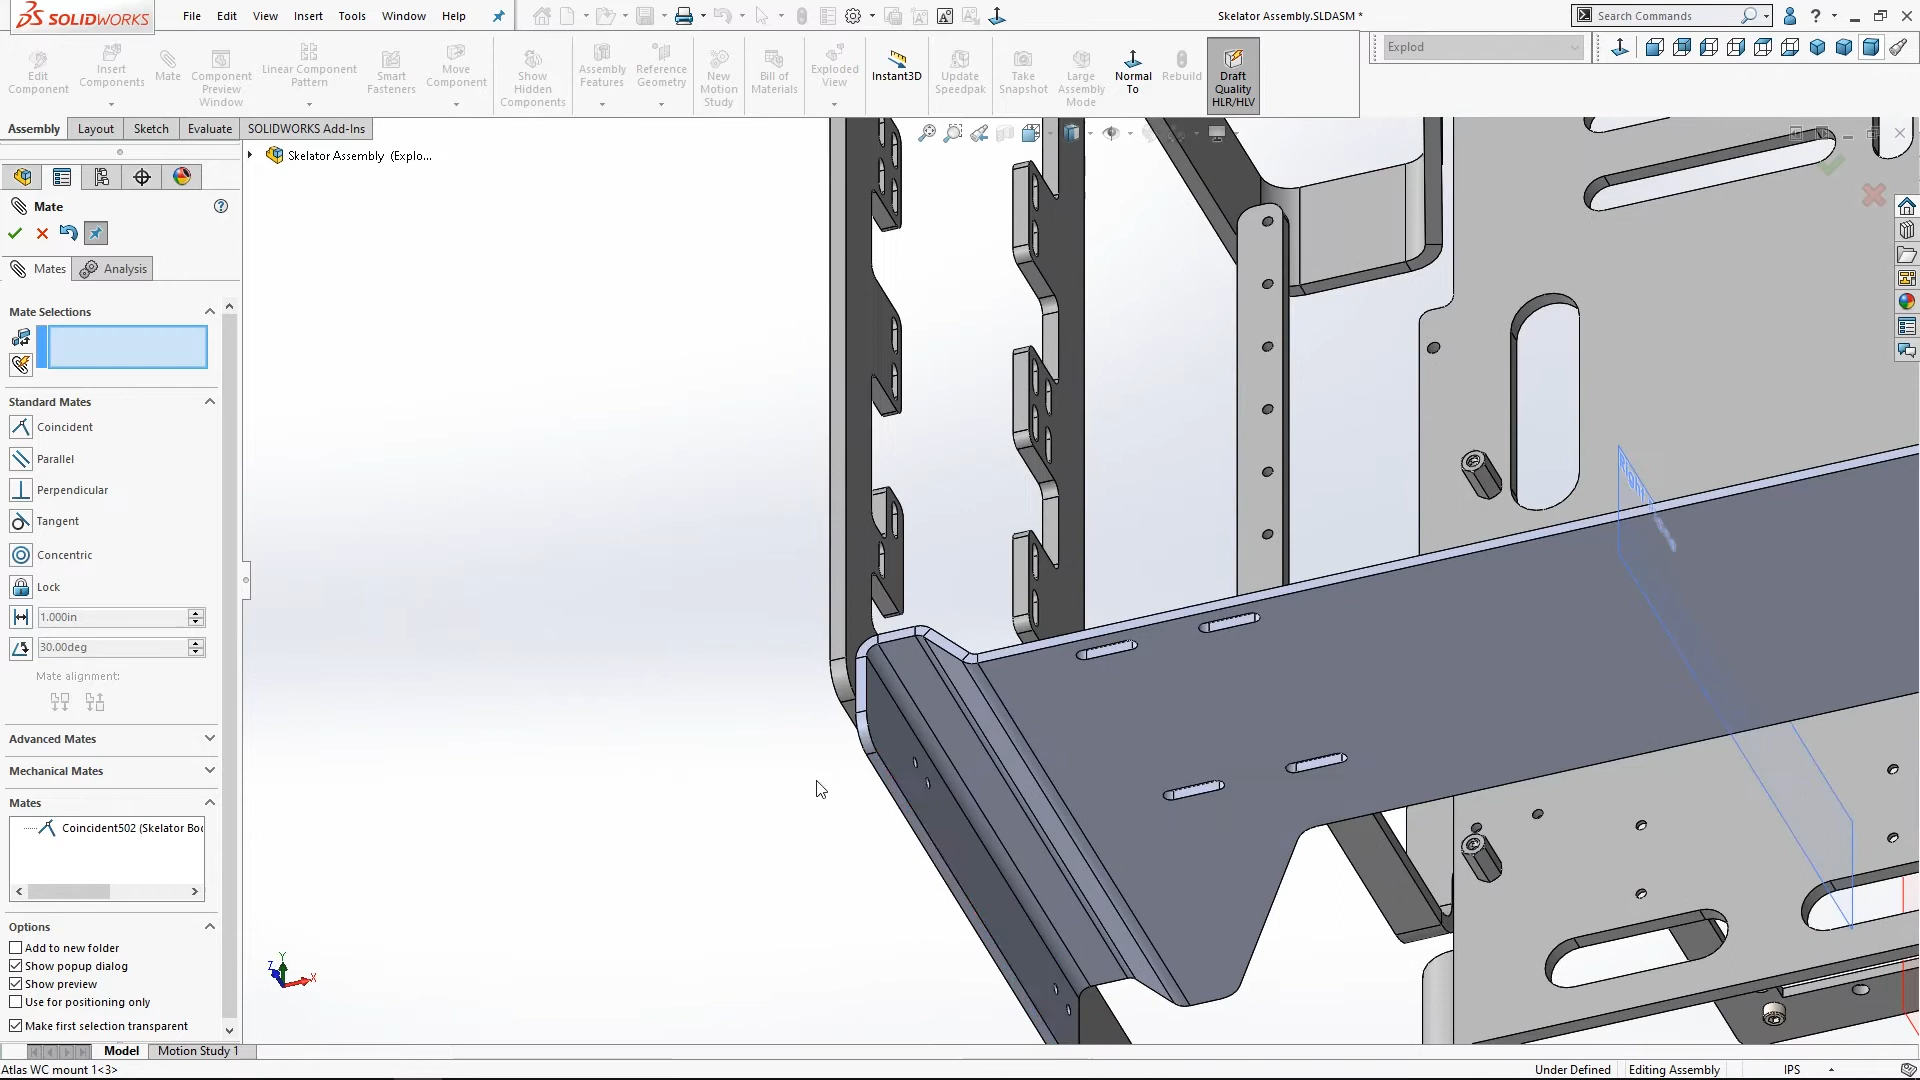 SOLIDWORKS
File Edit View Insert Tools Window Help
Skelator Assembly.SLDASM *
Search Commands
Edit Component
Insert Components
Mate
Component Preview Window
Linear Component Pattern
Smart Fasteners
Move Component
Show Hidden Components
Assembly Features
Reference Geometry
New Motion Study
Bill of Materials
Exploded View
Instant3D
Update Speedpak
Take Snapshot
Large Assembly Mode
Normal To
Rebuild
Draft Quality HLR/HLV
Explod
Assembly Layout Sketch Evaluate SOLIDWORKS Add-Ins
Skelator Assembly (Explo...
Mate
Mates Analysis
Mate Selections
Standard Mates
Coincident
Parallel
Perpendicular
Tangent
Concentric
Lock
1.000in
30.00deg
Mate alignment:
Advanced Mates
Mechanical Mates
Mates
Coincident502 (Skelator Boc
Options
Add to new folder
Show popup dialog
Show preview
Use for positioning only
Make first selection transparent
Y
Z
X
Model Motion Study 1
Atlas WC mount 1<3>
Under Defined Editing Assembly IPS